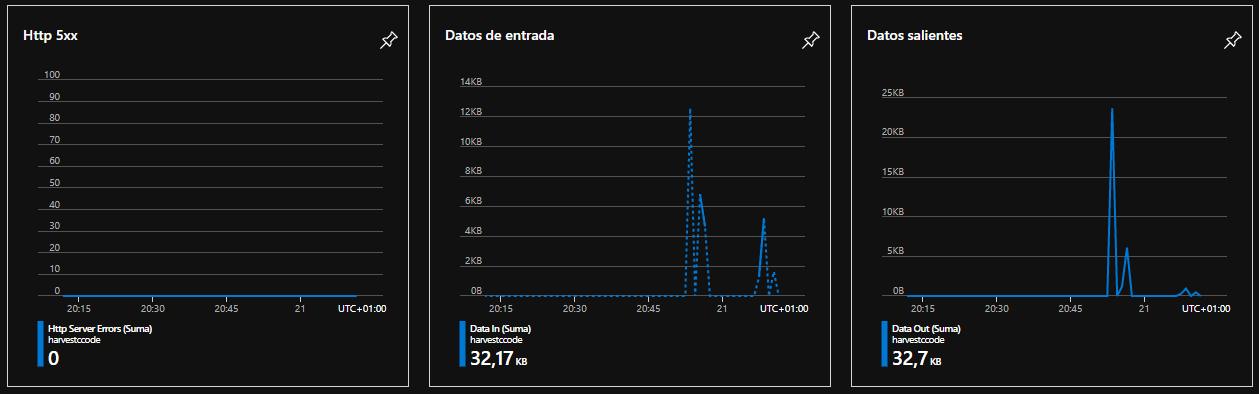 Http 5xx
100
90
80
70
60
50
40
30
20
10
0
20:15 20:30 20:45 21 UTC+01:00
Http Server Errors (Suma)
harvestccode
0
Datos de entrada
14KB
12KB
10KB
8KB
6KB
4KB
2KB
0B
20:15 20:30 20:45 21 UTC+01:00
Data In (Suma)
harvestccode
32,17 KB
Datos salientes
25KB
20KB
15KB
10KB
5KB
0B
20:15 20:30 20:45 21 UTC+01:00
Data Out (Suma)
harvestccode
32,7 KB